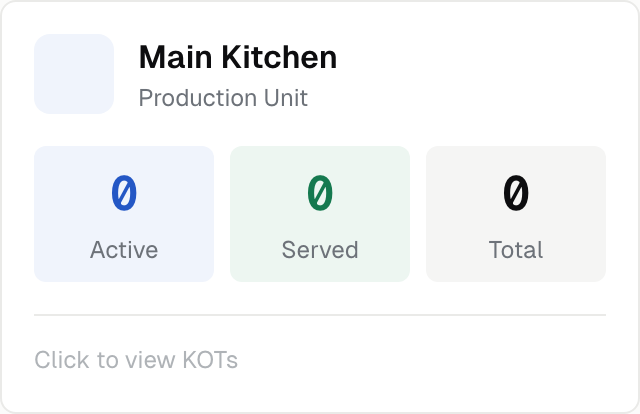 Main Kitchen
Production Unit
0 0 0
Active Served Total
Click to view KOTs